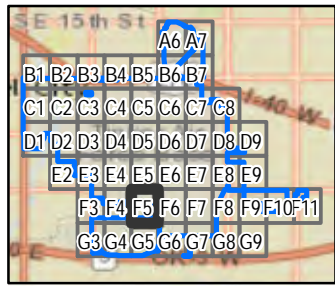 SE 15th St
A6 A7
B1 B2 B3 B4 B5 B6 B7
I-40 W
C1 C2 C3 C4 C5 C6 C7 C8
D1 D2 D3 D4 D5 D6 D7 D8 D9
E2 E3 E4 E5 E6 E7 E8 E9
F3 F4 F5 F6 F7 F8 F9 F10 F11
G3 G4 G5 G6 G7 G8 G9